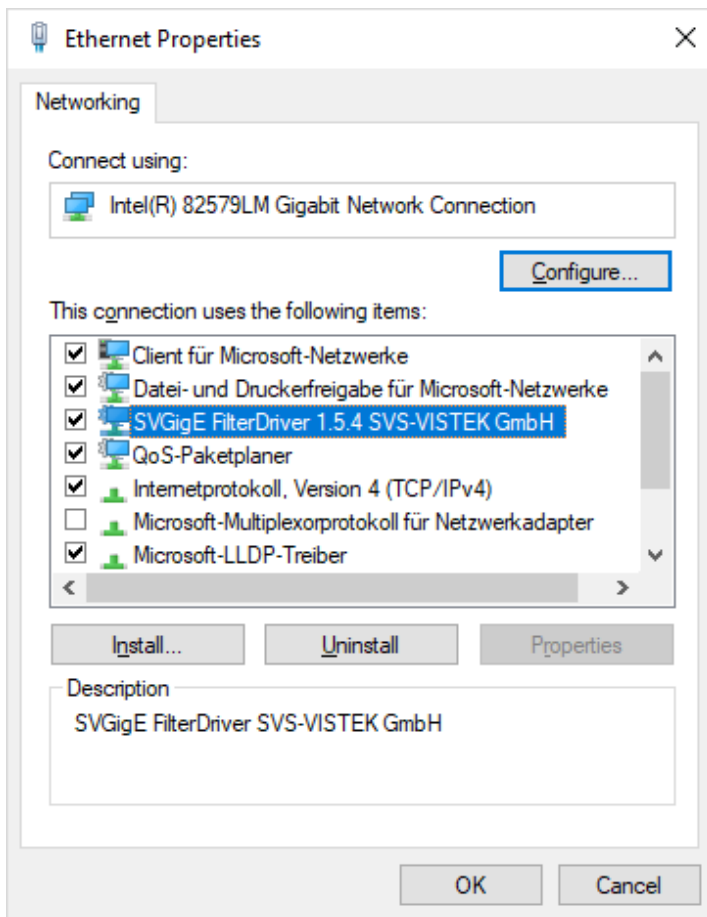 Ethernet Properties
Networking
Connect using:
Intel(R) 82579LM Gigabit Network Connection
Configure...
This connection uses the following items:
Client für Microsoft-Netzwerke
Datei- und Druckerfreigabe für Microsoft-Netzwerke
SVGigE FilterDriver 1.5.4 SVS-VISTEK GmbH
QoS-Paketplaner
Internetprotokoll, Version 4 (TCP/IPv4)
Microsoft-Multiplexorprotokoll für Netzwerkadapter
Microsoft-LLDP-Treiber
Install... Uninstall Properties
Description
SVGigE FilterDriver SVS-VISTEK GmbH
OK Cancel